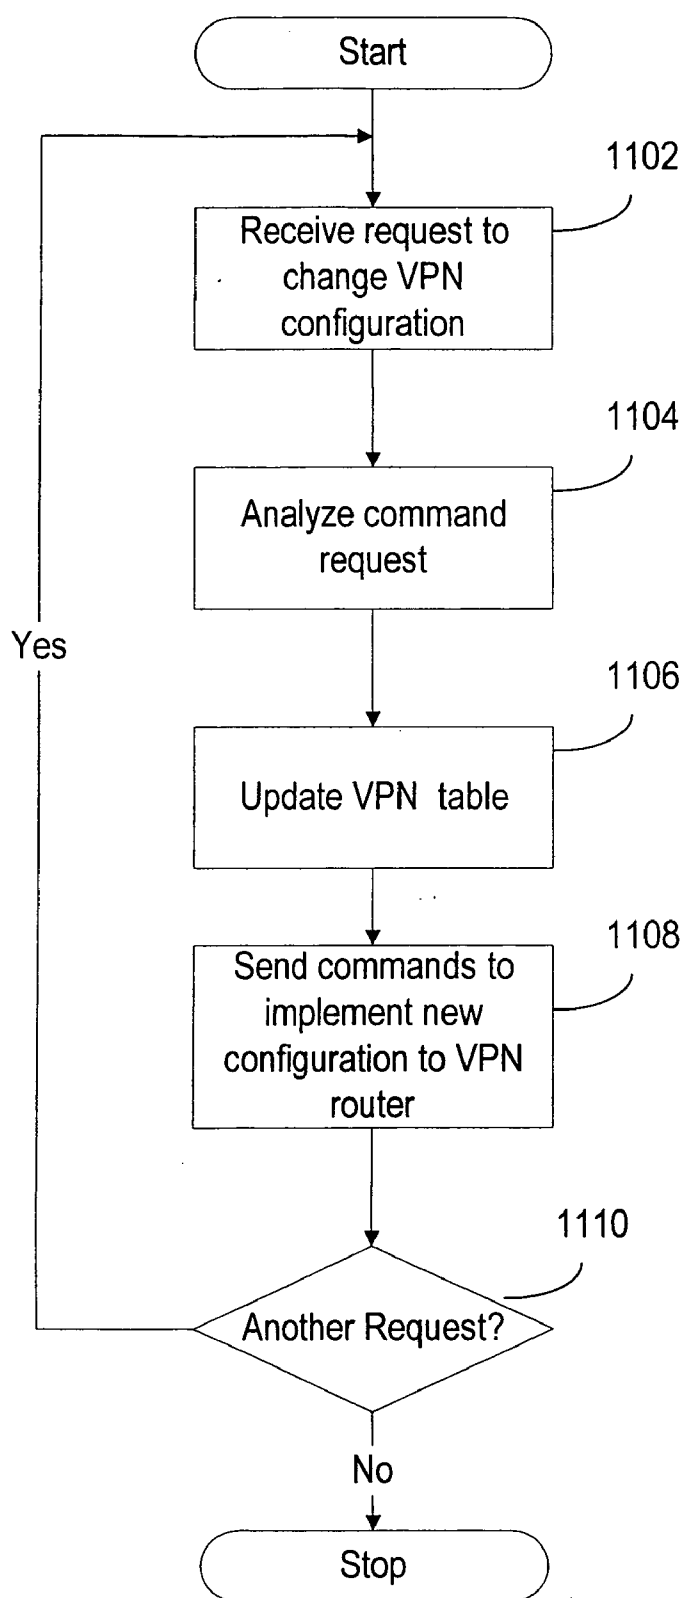 Start
1102
Receive request to
change VPN
configuration
1104
Analyze command
request
Yes
1106
Update VPN table
1108
Send commands to
implement new
configuration to VPN
router
1110
Another Request?
No
Stop